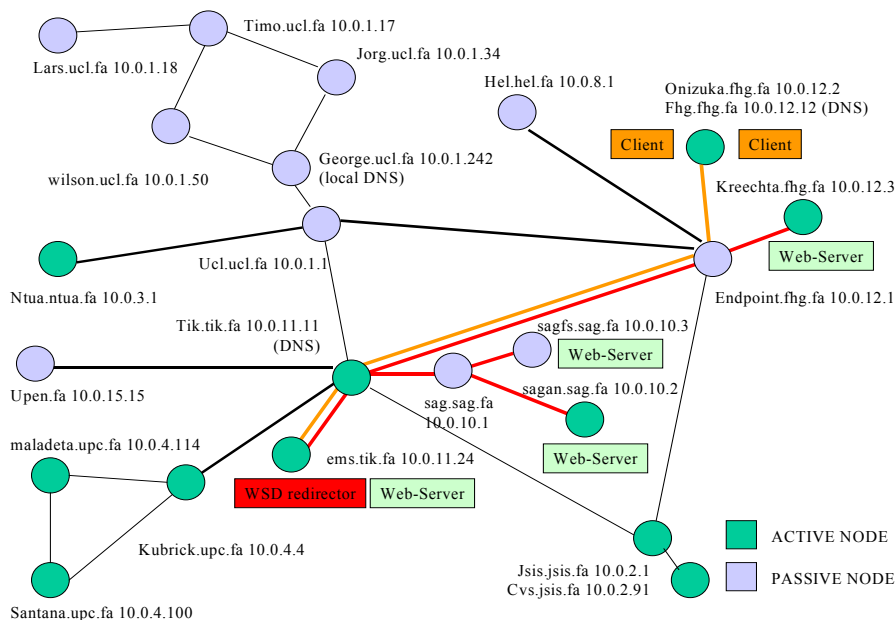 Timo.ucl.fa 10.0.1.17
Lars.ucl.fa 10.0.1.18
Jorg.ucl.fa 10.0.1.34
Hel.hel.fa 10.0.8.1
Onizuka.fhg.fa 10.0.12.2
Fhg.fhg.fa 10.0.12.12 (DNS)
Client
Client
wilson.ucl.fa 10.0.1.50
George.ucl.fa 10.0.1.242
(local DNS)
Kreechta.fhg.fa 10.0.12.3
Web-Server
Ucl.ucl.fa 10.0.1.1
Ntua.ntua.fa 10.0.3.1
Endpoint.fhg.fa 10.0.12.1
Tik.tik.fa 10.0.11.11
(DNS)
sagfs.sag.fa 10.0.10.3
Web-Server
Upen.fa 10.0.15.15
sagan.sag.fa 10.0.10.2
sag.sag.fa
10.0.10.1
maladeta.upc.fa 10.0.4.114
ems.tik.fa 10.0.11.24
Web-Server
WSD redirector
Web-Server
Kubrick.upc.fa 10.0.4.4
ACTIVE NODE
Jsis.jsis.fa 10.0.2.1
Cvs.jsis.fa 10.0.2.91
PASSIVE NODE
Santana.upc.fa 10.0.4.100